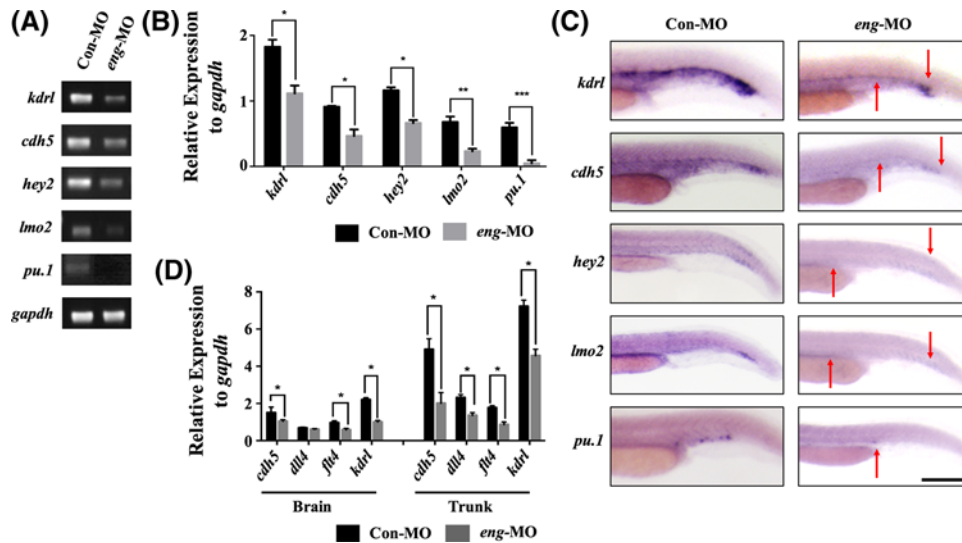 (A)
Con-MO
eng-MO
kdrl
cdh5
hey2
lmo2
pu.1
gapdh
(B)
Relative Expression
to gapdh
2
1
0
*
*
*
**
***
kdrl
cdh5
hey2
lmo2
pu.1
Con-MO
eng-MO
(C)
Con-MO
eng-MO
kdrl
cdh5
hey2
lmo2
pu.1
(D)
Relative Expression
to gapdh
8
6
4
2
0
*
*
*
*
*
*
*
cdh5
dll4
flt4
kdrl
cdh5
dll4
flt4
kdrl
Brain
Trunk
Con-MO
eng-MO